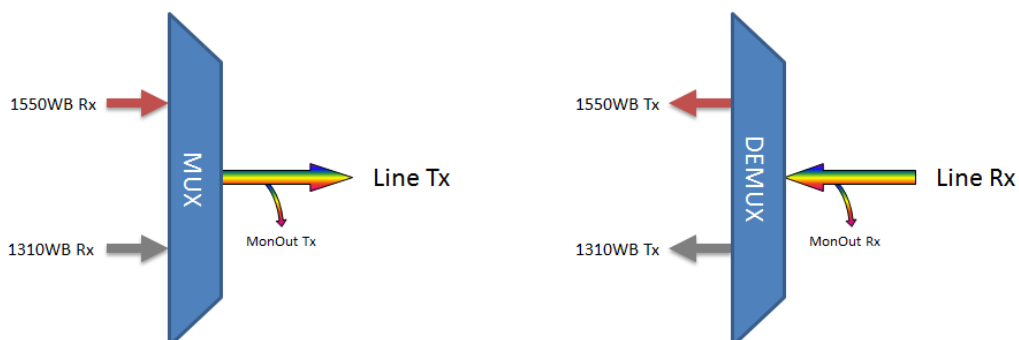 1550WB Rx
MUX
Line Tx
MonOut Tx
1310WB Rx
1550WB Tx
DEMUX
Line Rx
MonOut Rx
1310WB Tx